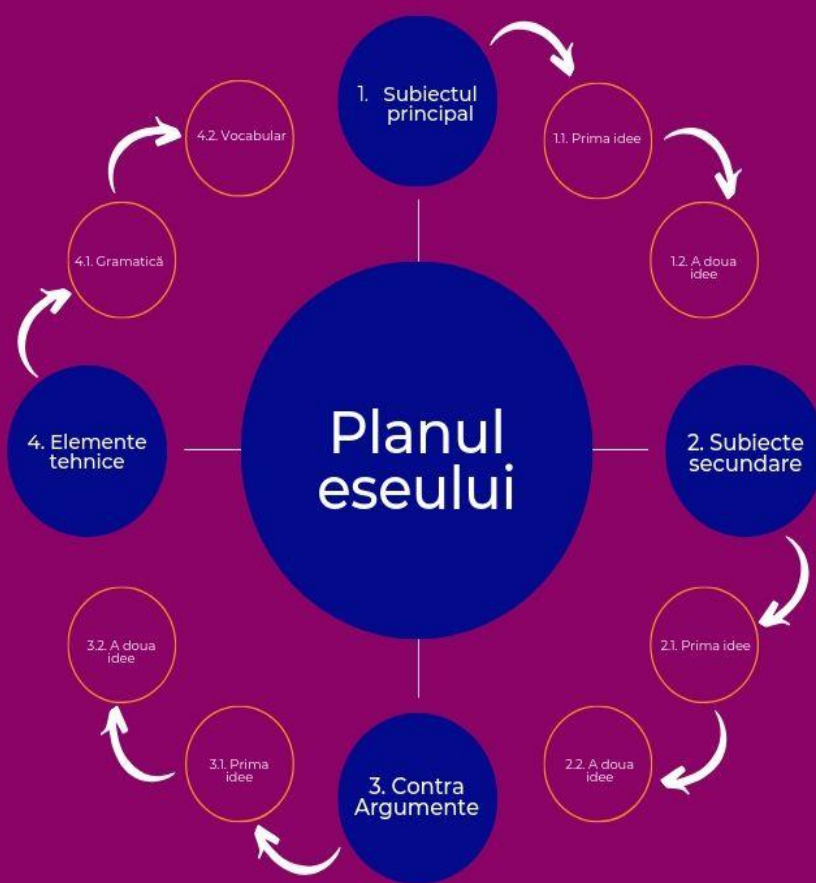 1. Subiectul
principal
1.1. Prima idee
1.2. A doua
idee
2. Subiecte
secundare
2.1. Prima idee
2.2. A doua
idee
3. Contra
Argumente
3.1. Prima
idee
3.2. A doua
idee
4. Elemente
tehnice
4.1. Gramatică
4.2. Vocabular
Planul
eseului